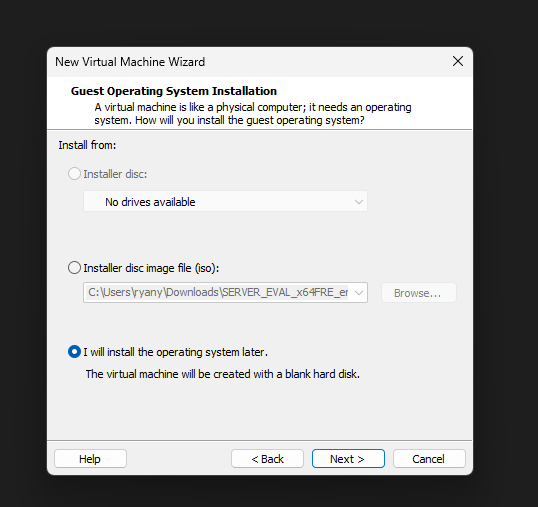 New Virtual Machine Wizard
Guest Operating System Installation
A virtual machine is like a physical computer; it needs an operating
system. How will you install the guest operating system?
Install from:
Installer disc:
No drives available
Installer disc image file (iso):
C:\Users\ryany\Downloads\SERVER_EVAL_x64FRE_er
Browse...
I will install the operating system later.
The virtual machine will be created with a blank hard disk.
Help
< Back
Next >
Cancel